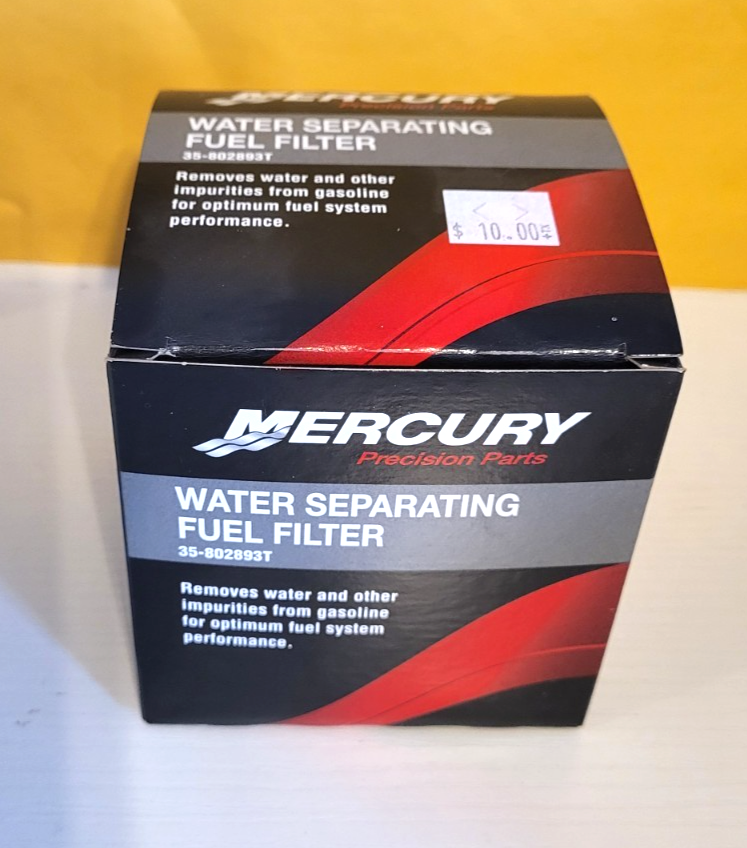 MERCURY
Precision Parts
WATER SEPARATING
FUEL FILTER
35-802893T
Removes water and other
impurities from gasoline
for optimum fuel system
performance.
< >
$ 10.00
MERCURY
Precision Parts
WATER SEPARATING
FUEL FILTER
35-802893T
Removes water and other
impurities from gasoline
for optimum fuel system
performance.